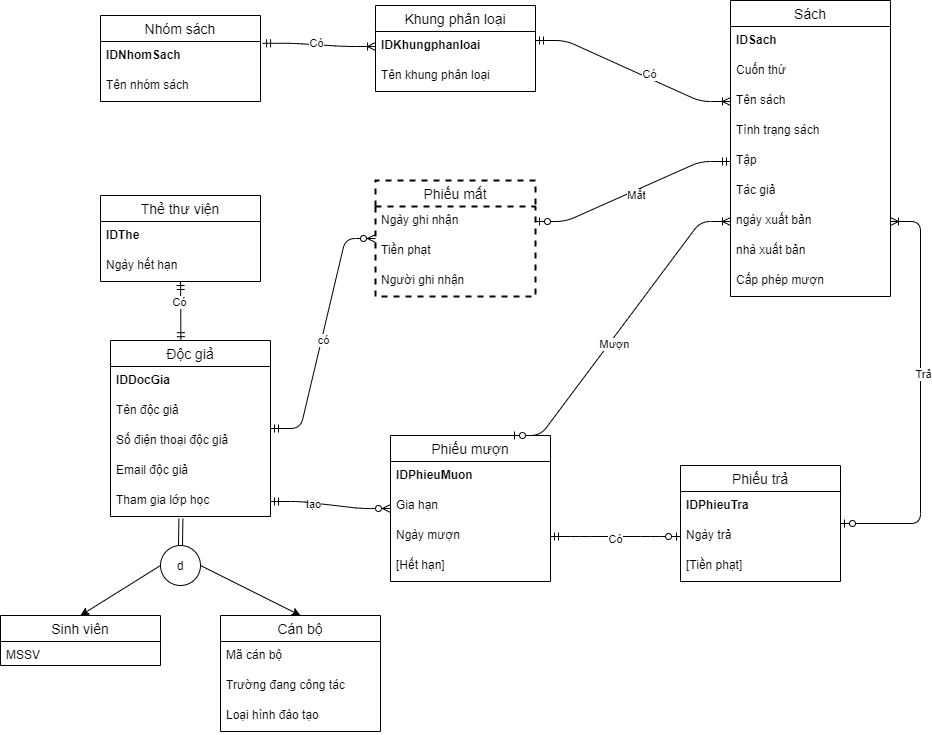 Nhóm sách
IDNhomSach
Tên nhóm sách
Có
Khung phân loại
IDKhungphanloai
Tên khung phân loại
Có
Sách
IDSach
Cuốn thứ
Tên sách
Tình trạng sách
Tập
Tác giả
ngày xuất bản
nhà xuất bản
Cấp phép mượn
Thẻ thư viện
IDThe
Ngày hết hạn
Có
Phiếu mất
Ngày ghi nhận
Tiền phạt
Người ghi nhận
Mất
có
Mượn
Trả
Độc giả
IDDocGia
Tên độc giả
Số điện thoại độc giả
Email độc giả
Tham gia lớp học
tạo
Phiếu mượn
IDPhieuMuon
Gia hạn
Ngày mượn
[Hết hạn]
Có
Phiếu trả
IDPhieuTra
Ngày trả
[Tiền phạt]
d
Sinh viên
MSSV
Cán bộ
Mã cán bộ
Trường đang công tác
Loại hình đào tạo